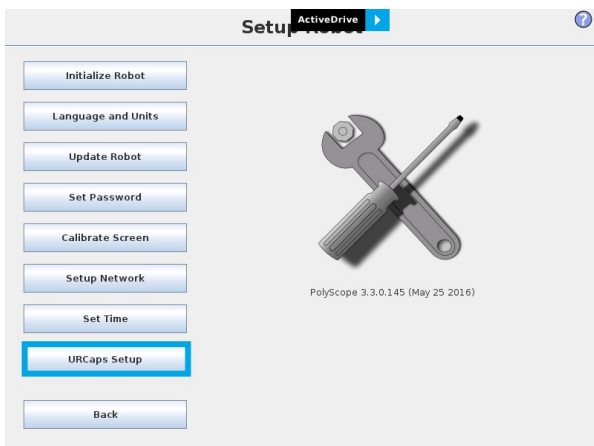 Setup Robot
ActiveDrive
?
Initialize Robot
Language and Units
Update Robot
Set Password
Calibrate Screen
Setup Network
Set Time
URCaps Setup
Back
PolyScope 3.3.0.145 (May 25 2016)